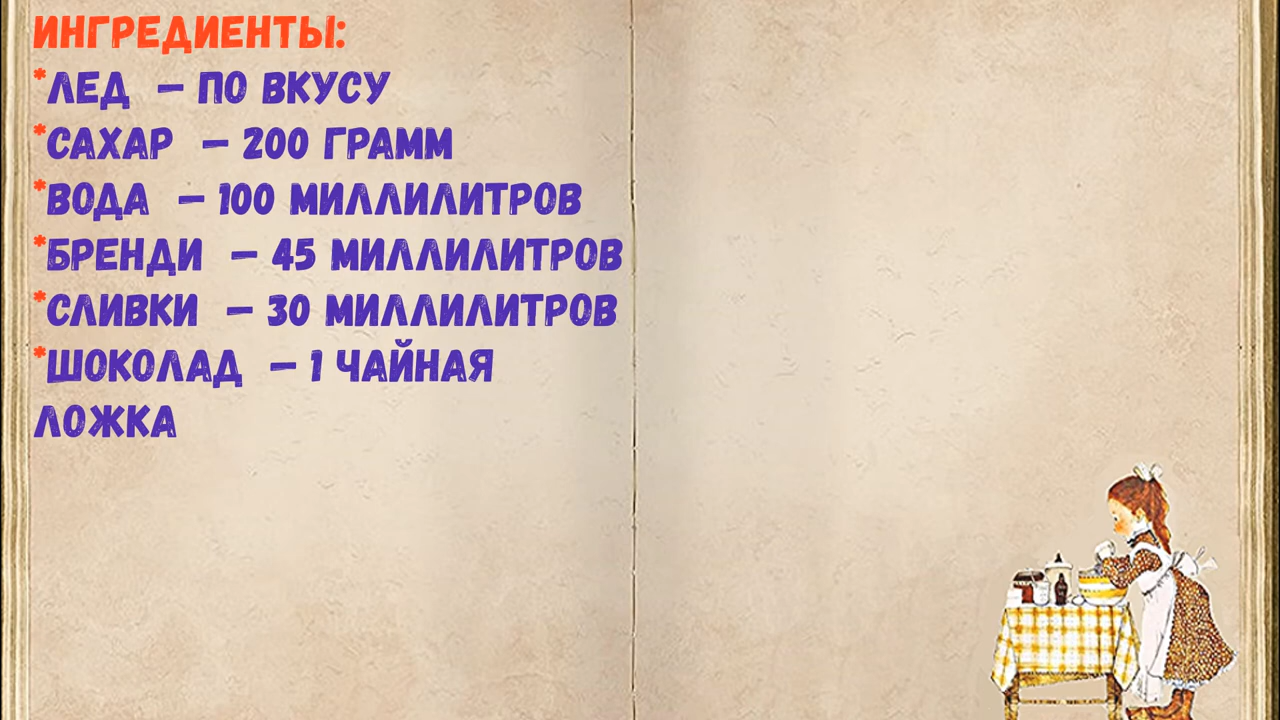 ИНГРЕДИЕНТЫ:
*ЛЕД – ПО ВКУСУ
*САХАР – 200 ГРАММ
*ВОДА – 100 МИЛЛИЛИТРОВ
*БРЕНДИ – 45 МИЛЛИЛИТРОВ
*СЛИВКИ – 30 МИЛЛИЛИТРОВ
*ШОКОЛАД – 1 ЧАЙНАЯ
ЛОЖКА